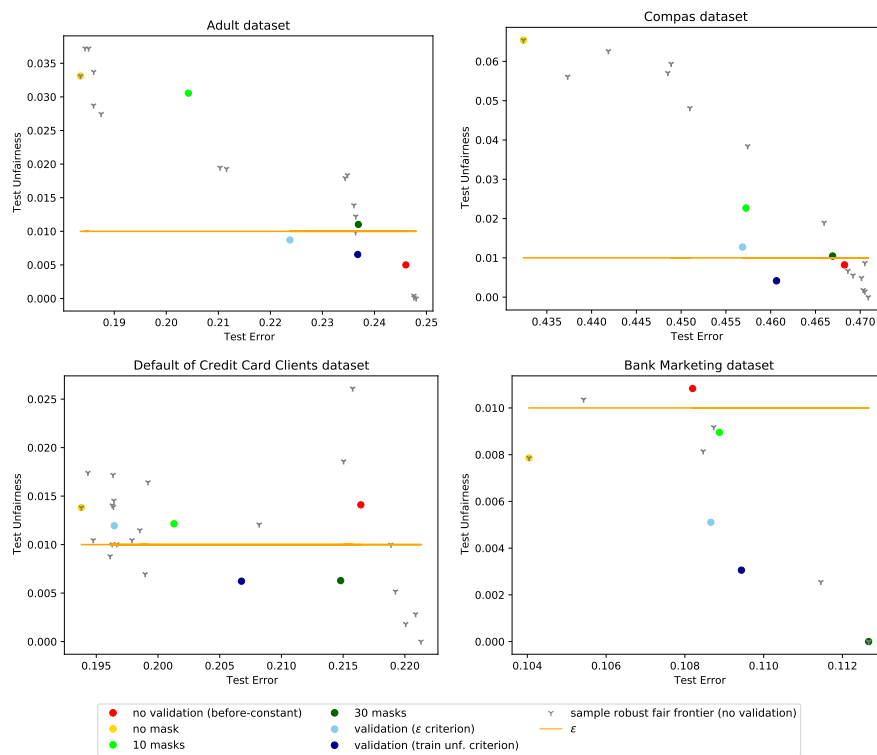 Adult dataset
Test Unfairness
0.035
0.030
0.025
0.020
0.015
0.010
0.005
0.000
0.19 0.20 0.21 0.22 0.23 0.24 0.25
Test Error
Compas dataset
Test Unfairness
0.06
0.05
0.04
0.03
0.02
0.01
0.00
0.435 0.440 0.445 0.450 0.455 0.460 0.465 0.470
Test Error
Default of Credit Card Clients dataset
Test Unfairness
0.025
0.020
0.015
0.010
0.005
0.000
0.195 0.200 0.205 0.210 0.215 0.220
Test Error
Bank Marketing dataset
Test Unfairness
0.010
0.008
0.006
0.004
0.002
0.000
0.104 0.106 0.108 0.110 0.112
Test Error
no validation (before-constant)
no mask
10 masks
30 masks
validation (ε criterion)
validation (train unf. criterion)
sample robust fair frontier (no validation)
ε